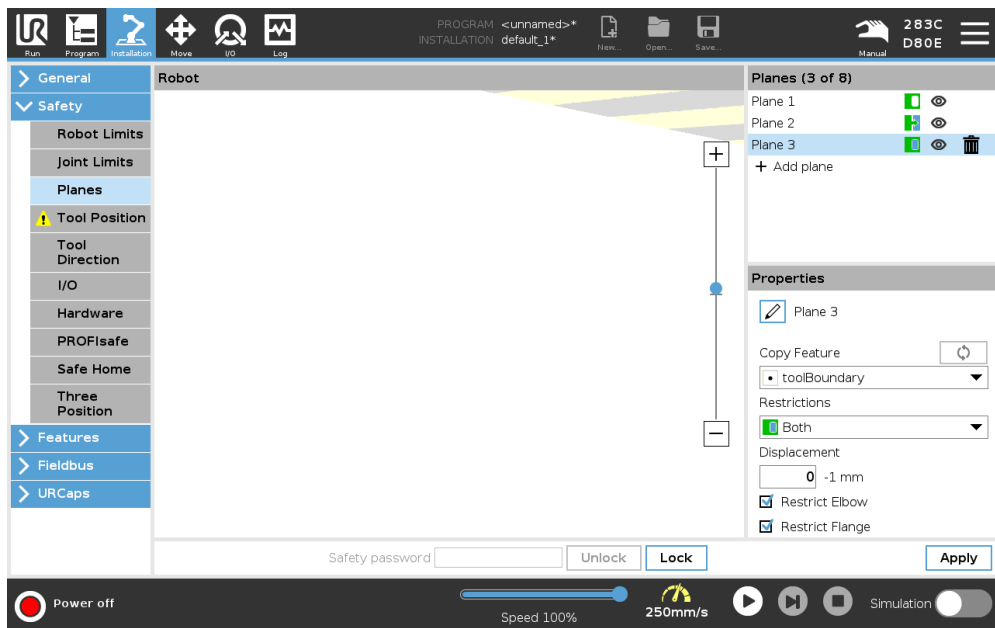 PROGRAM <unnamed>*
INSTALLATION default_1*
Run Program Installation Move I/O Log New... Open... Save... Manual
283C
D80E
General
Safety
Robot Limits
Joint Limits
Planes
Tool Position
Tool
Direction
I/O
Hardware
PROFIsafe
Safe Home
Three
Position
Features
Fieldbus
URCaps
Robot
Planes (3 of 8)
Plane 1
Plane 2
Plane 3
+ Add plane
Properties
Plane 3
Copy Feature
toolBoundary
Restrictions
Both
Displacement
0 -1 mm
Restrict Elbow
Restrict Flange
Safety password Unlock Lock Apply
Power off
Speed 100%
250mm/s
Simulation